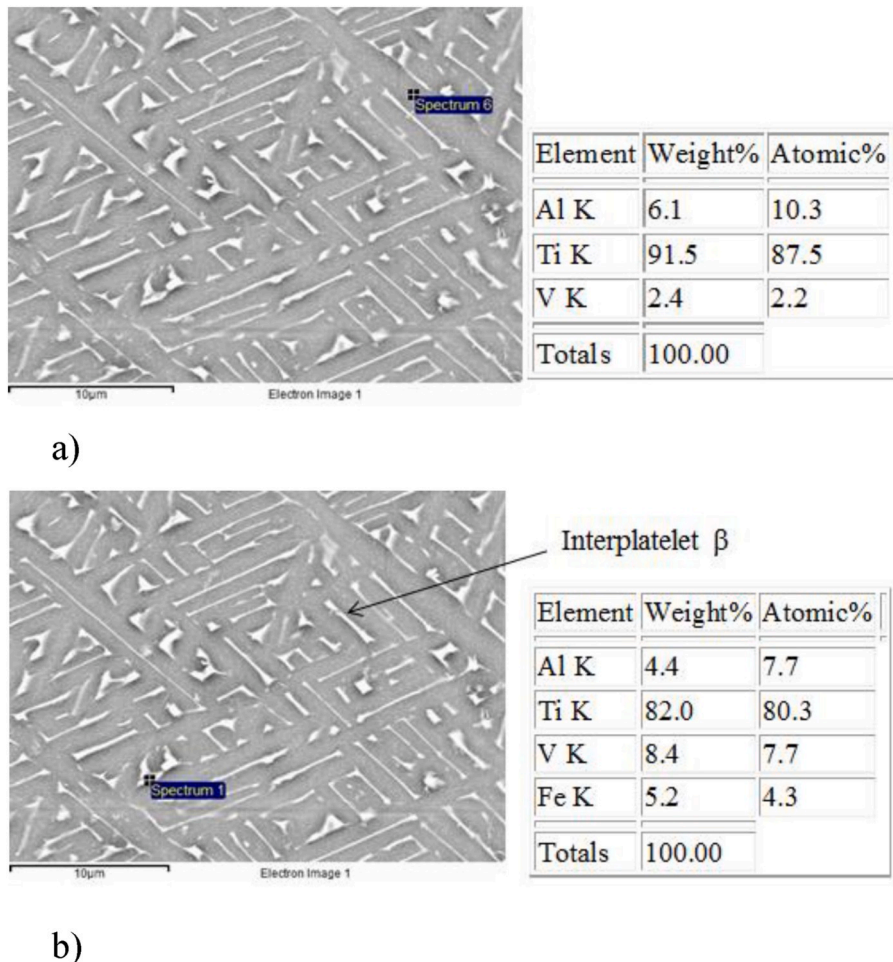 Spectrum 6
Element Weight% Atomic%
Al K 6.1 10.3
Ti K 91.5 87.5
V K 2.4 2.2
Totals 100.00
10µm Electron Image 1
a)
Interplatelet β
Element Weight% Atomic%
Al K 4.4 7.7
Ti K 82.0 80.3
V K 8.4 7.7
Fe K 5.2 4.3
Totals 100.00
Spectrum 1
10µm Electron Image 1
b)